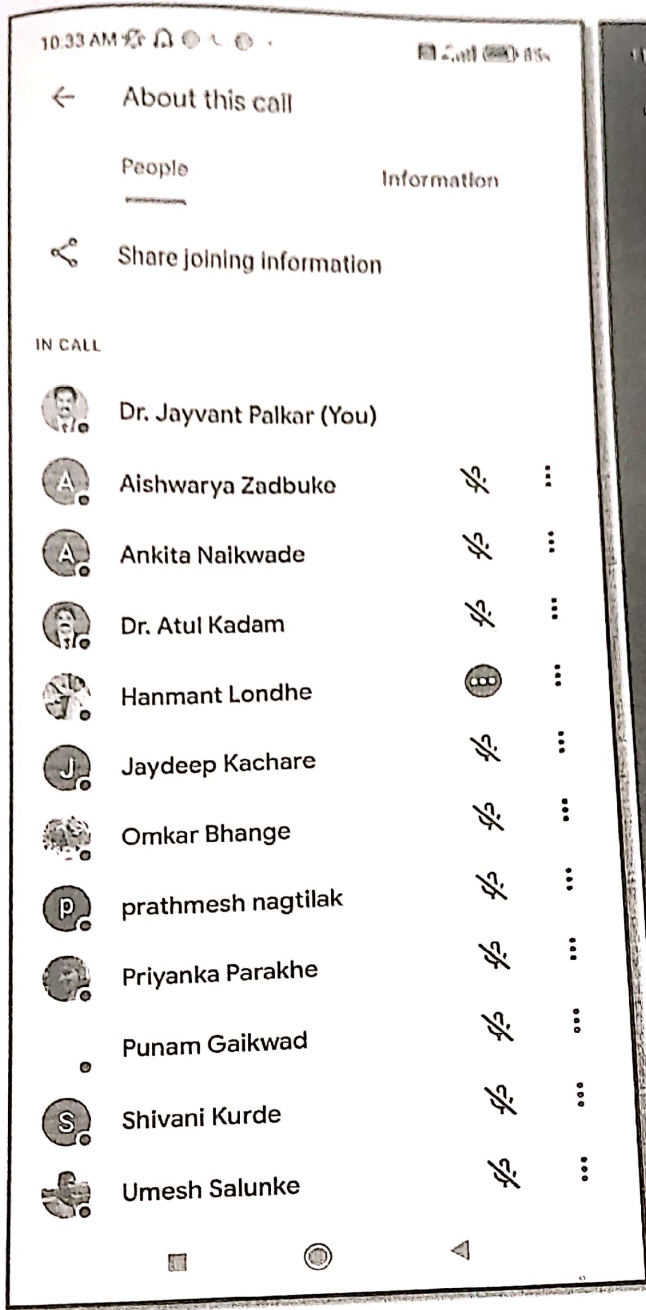 10:33 AM
About this call
People
Information
Share joining information
IN CALL
Dr. Jayvant Palkar (You)
A Aishwarya Zadbuke
A Ankita Naikwade
Dr. Atul Kadam
Hanmant Londhe
J Jaydeep Kachare
Omkar Bhange
p prathmesh nagtilak
Priyanka Parakhe
Punam Gaikwad
S Shivani Kurde
Umesh Salunke